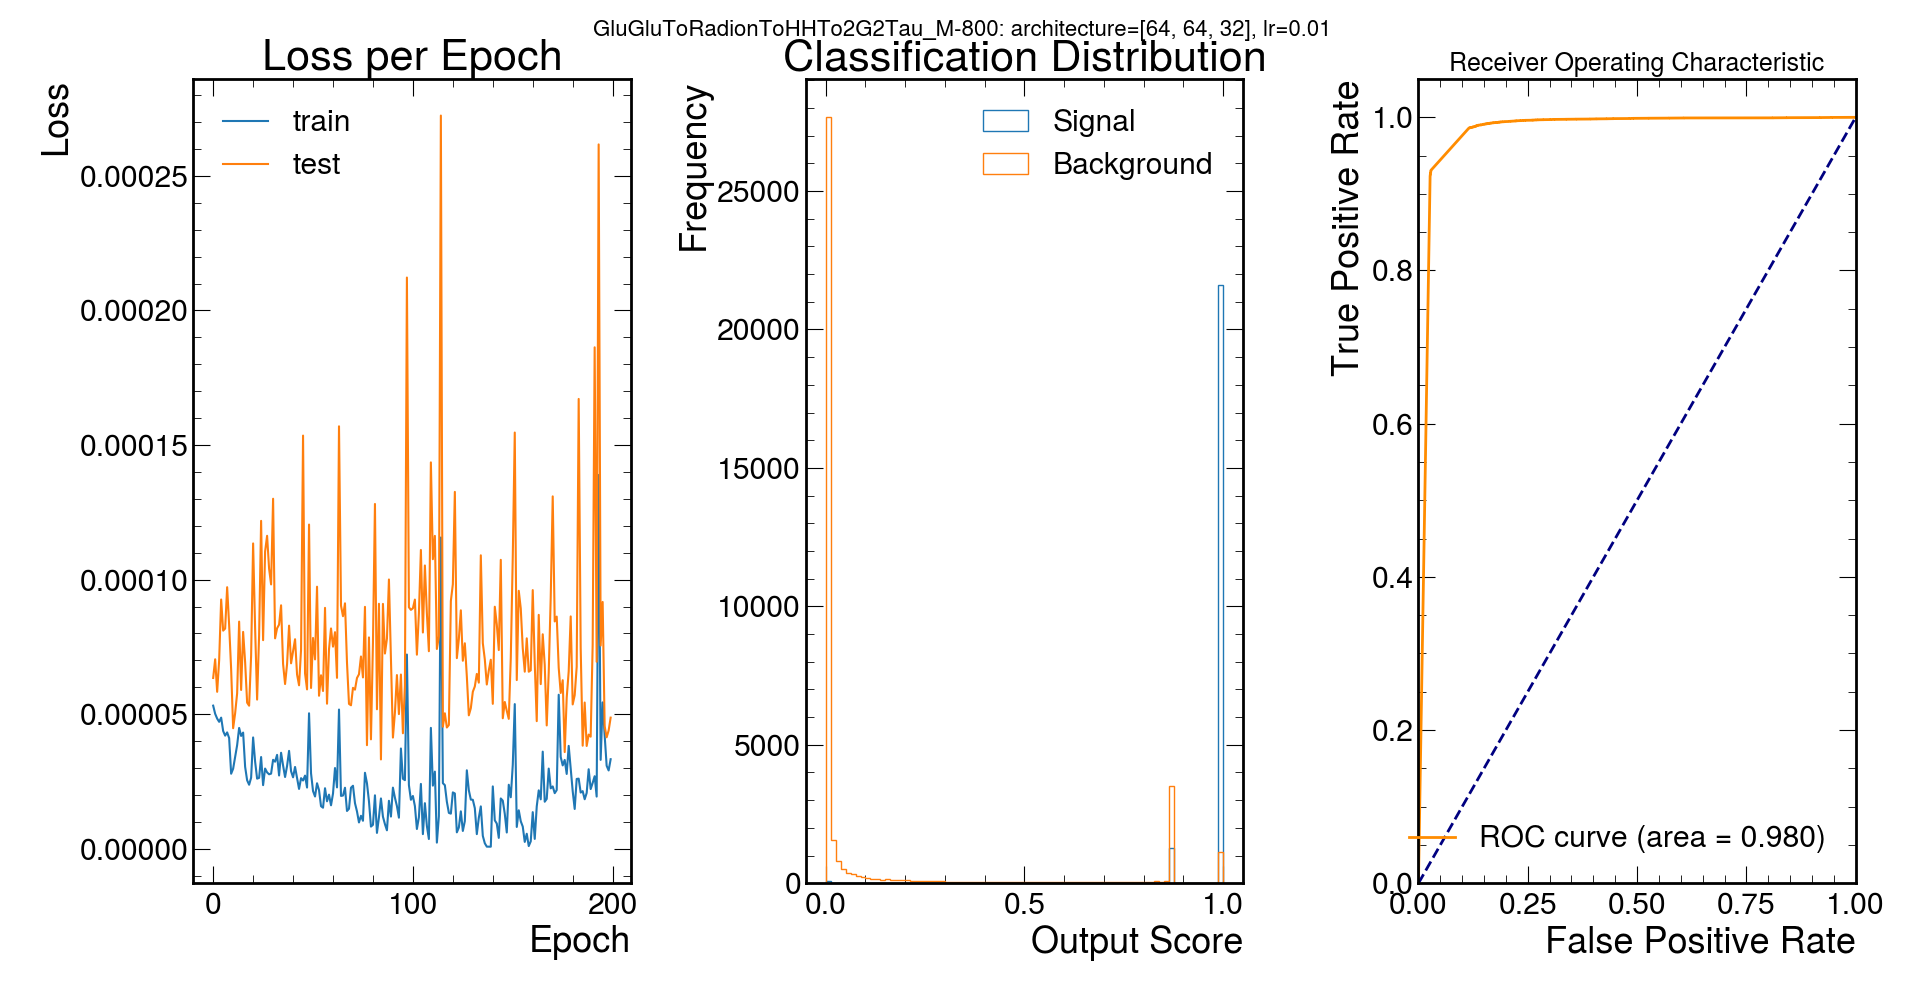 GluGluToRadionToHHTo2G2Tau_M-800: architecture=[64, 64, 32], lr=0.01
Loss per Epoch
Loss
train
test
0.00025
0.00020
0.00015
0.00010
0.00005
0.00000
0
100
200
Epoch
Classification Distribution
Frequency
Signal
Background
25000
20000
15000
10000
5000
0
0.0
0.5
1.0
Output Score
Receiver Operating Characteristic
True Positive Rate
1.0
0.8
0.6
0.4
0.2
0.0
ROC curve (area = 0.980)
0.00
0.25
0.50
0.75
1.00
False Positive Rate